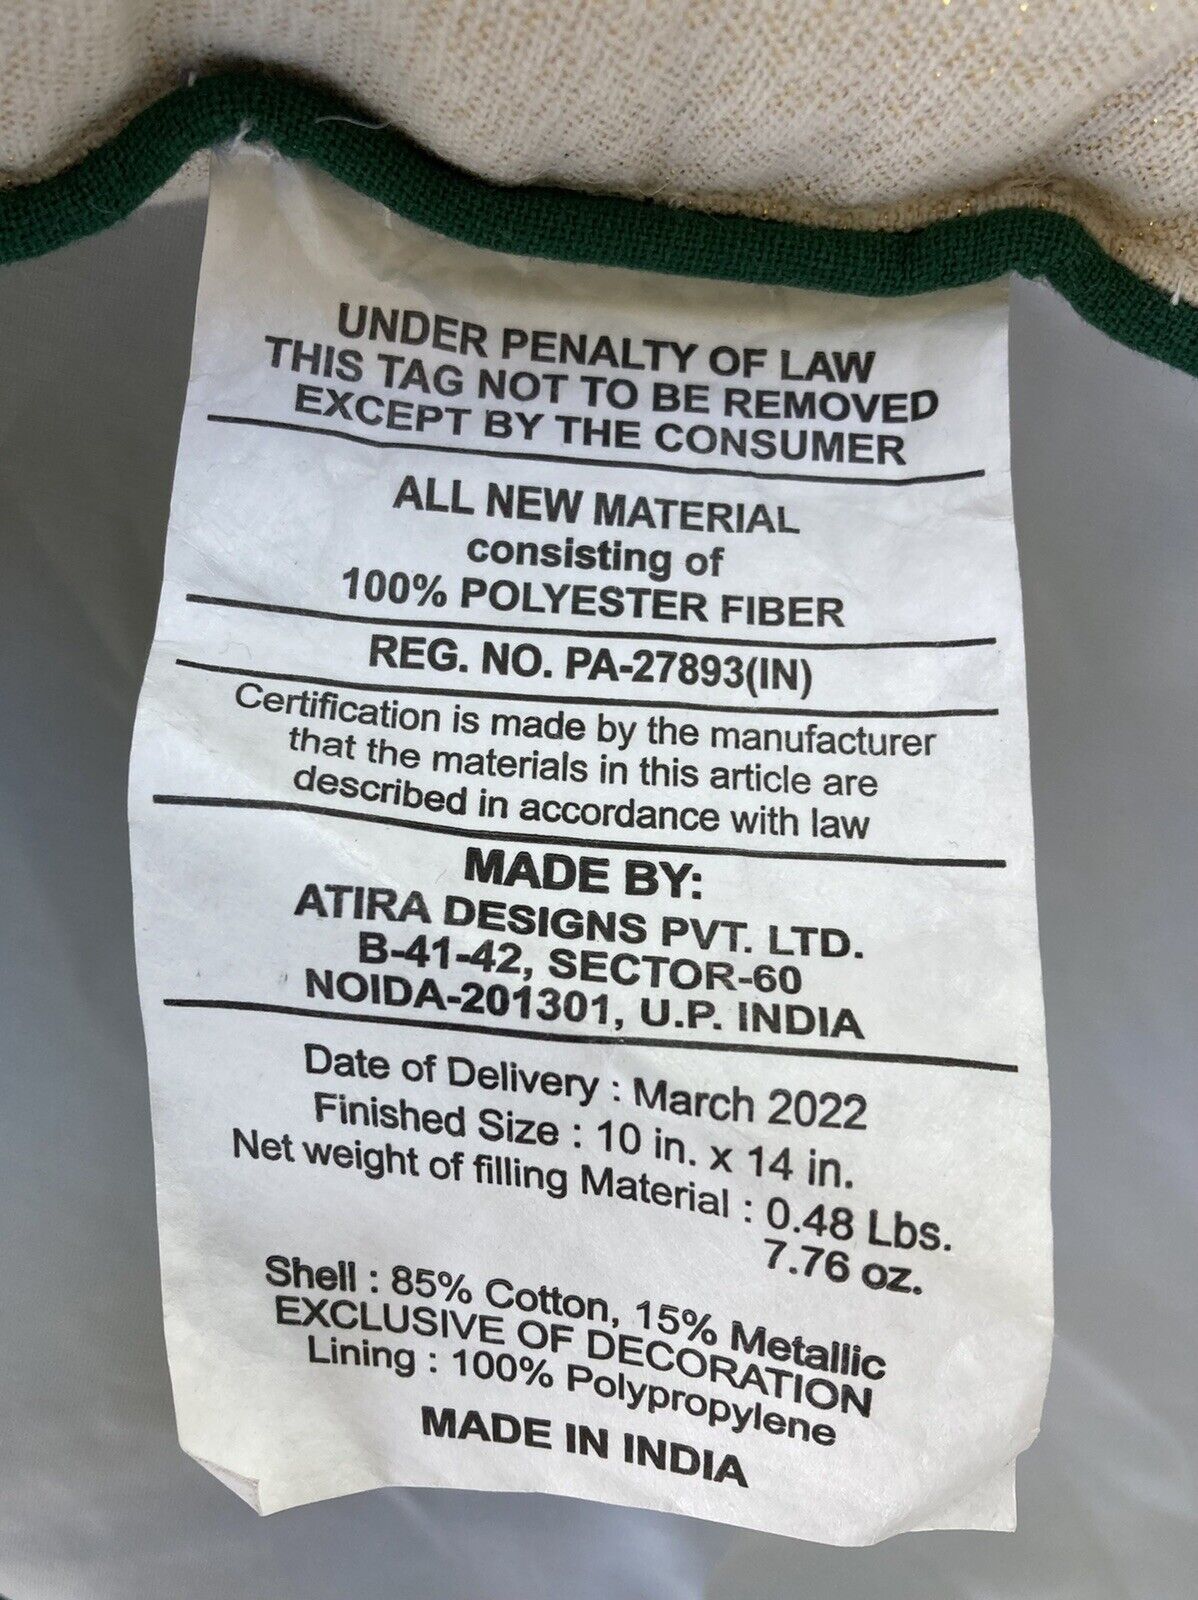 UNDER PENALTY OF LAW
THIS TAG NOT TO BE REMOVED
EXCEPT BY THE CONSUMER
ALL NEW MATERIAL
consisting of
100% POLYESTER FIBER
REG. NO. PA-27893(IN)
Certification is made by the manufacturer
that the materials in this article are
described in accordance with law
MADE BY:
ATIRA DESIGNS PVT. LTD.
B-41-42, SECTOR-60
NOIDA-201301, U.P. INDIA
Date of Delivery : March 2022
Finished Size : 10 in. x 14 in.
Net weight of filling Material : 0.48 Lbs.
7.76 oz.
Shell : 85% Cotton, 15% Metallic
EXCLUSIVE OF DECORATION
Lining : 100% Polypropylene
MADE IN INDIA